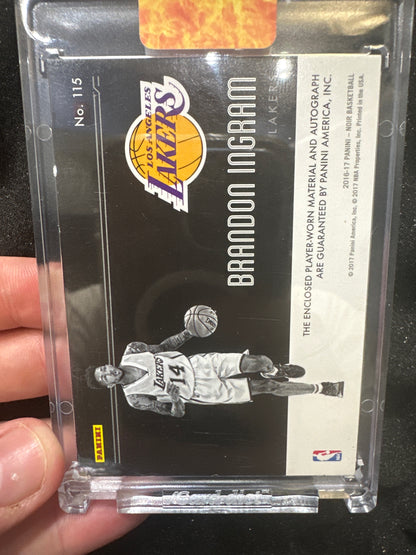 No. 115
LOS ANGELES
LAKERS
BRANDON INGRAM
LAKERS
THE ENCLOSED PLAYER-WORN MATERIAL AND AUTOGRAPH
ARE GUARANTEED BY PANINI AMERICA, INC.
2016-17 PANINI – NOIR BASKETBALL
© 2017 Panini America, Inc. © 2017 NBA Properties, Inc. Printed in the USA.
PANINI
LAKERS
14
NBA